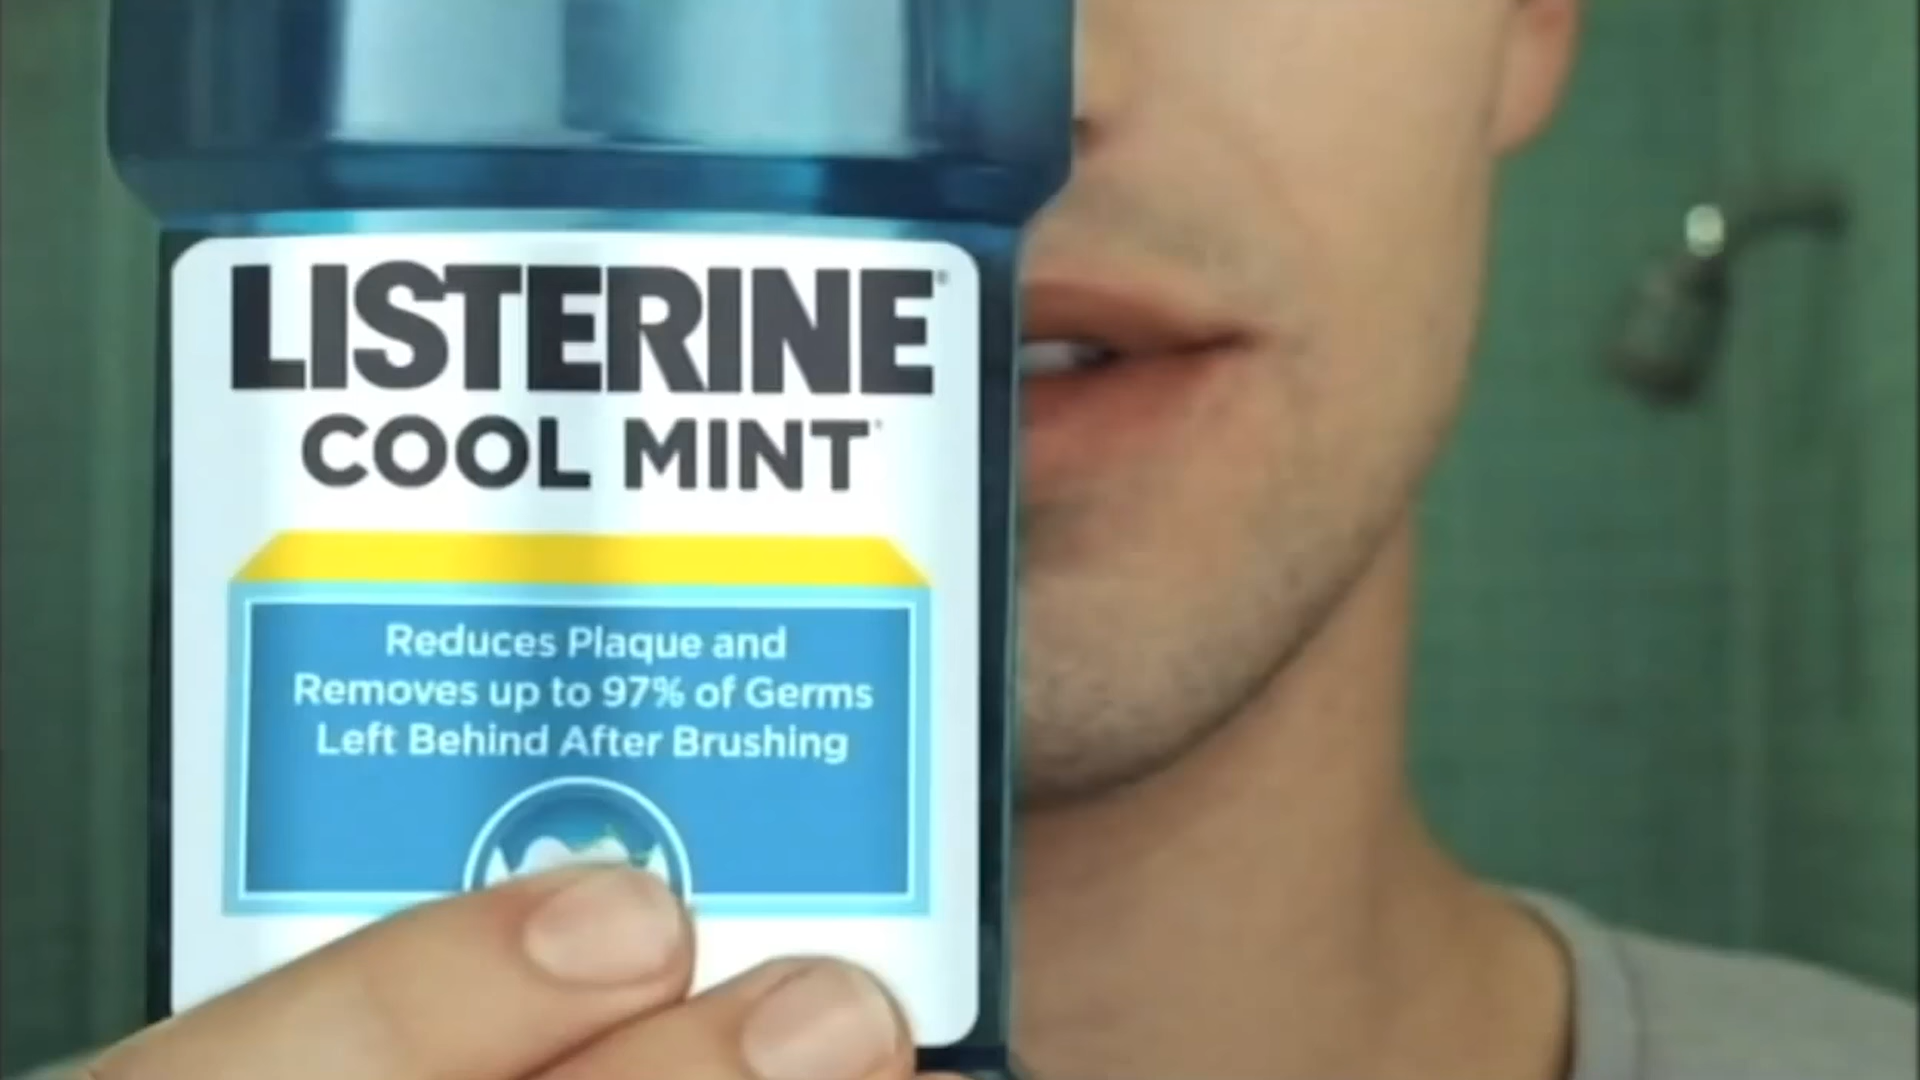 LISTERINE®
COOL MINT®
Reduces Plaque and
Removes up to 97% of Germs
Left Behind After Brushing